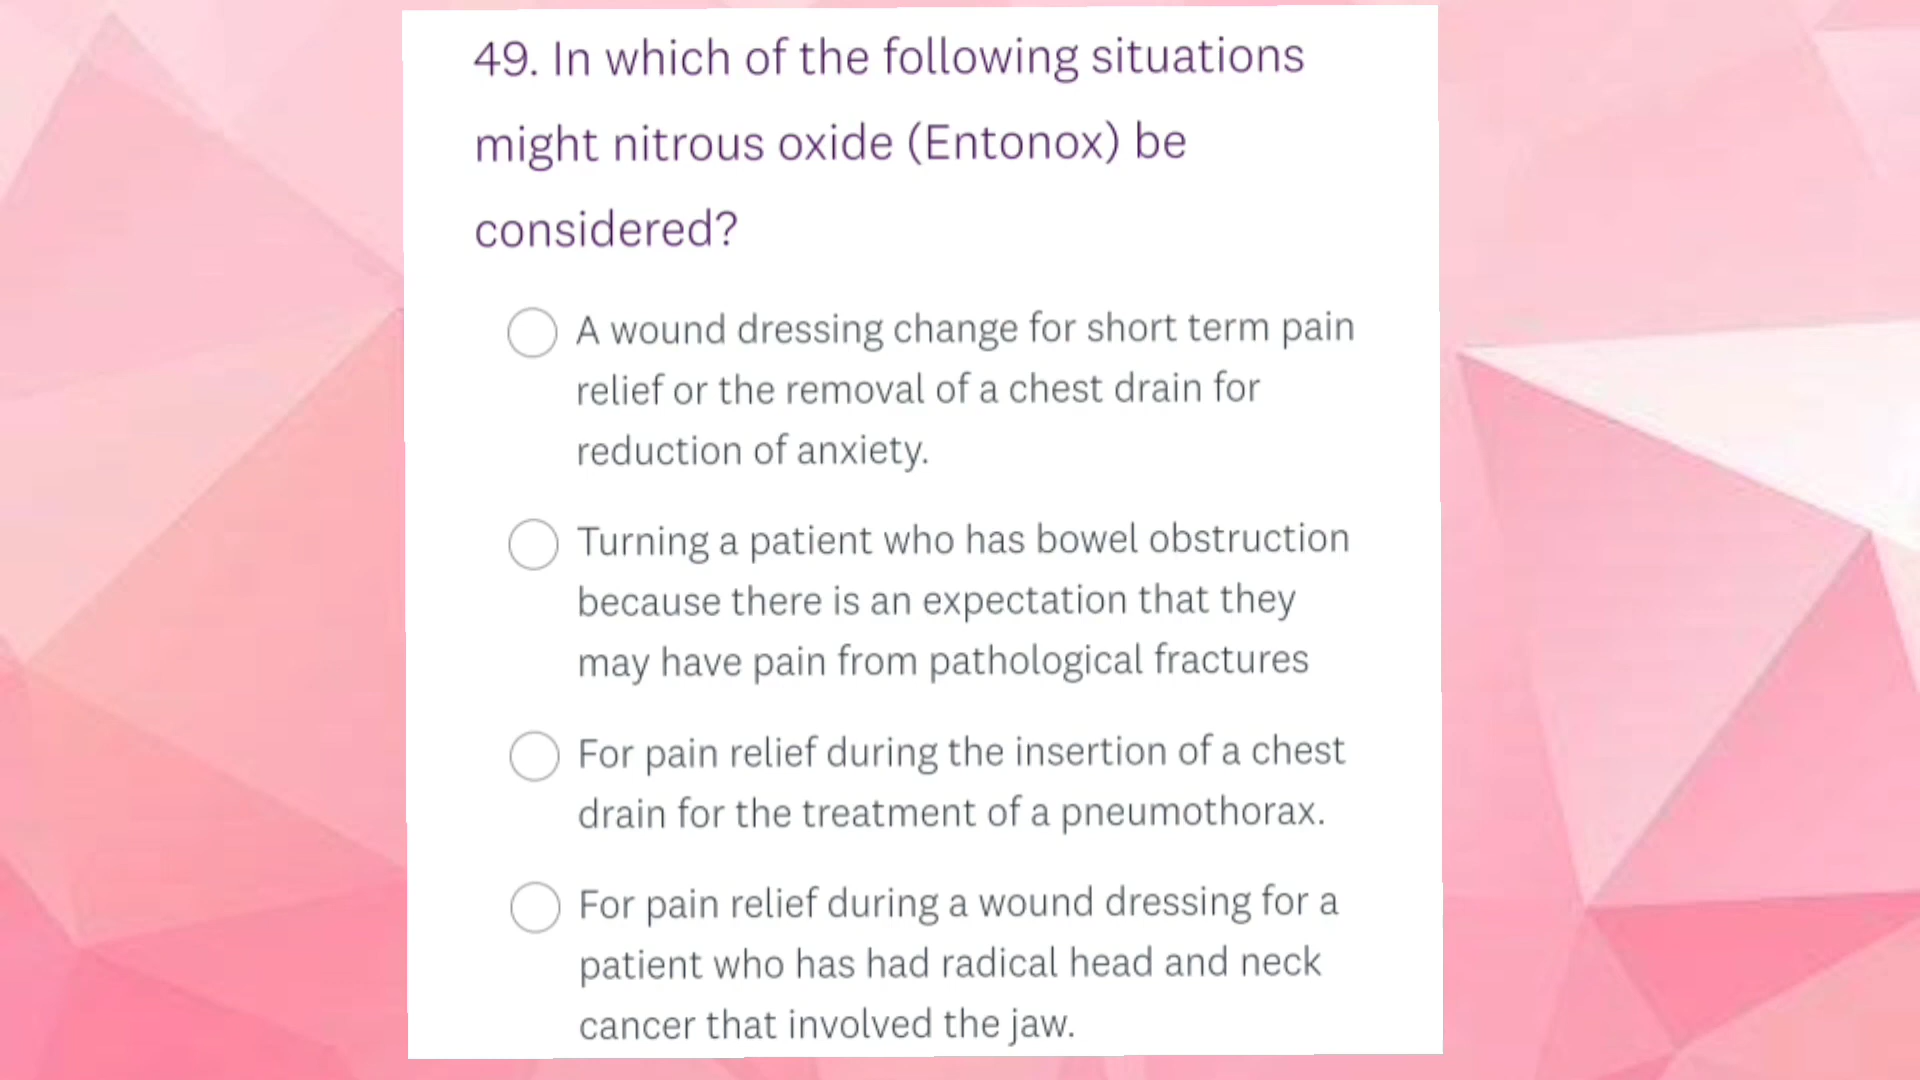 49. In which of the following situations
might nitrous oxide (Entonox) be
considered?
A wound dressing change for short term pain
relief or the removal of a chest drain for
reduction of anxiety.
Turning a patient who has bowel obstruction
because there is an expectation that they
may have pain from pathological fractures
For pain relief during the insertion of a chest
drain for the treatment of a pneumothorax.
For pain relief during a wound dressing for a
patient who has had radical head and neck
cancer that involved the jaw.